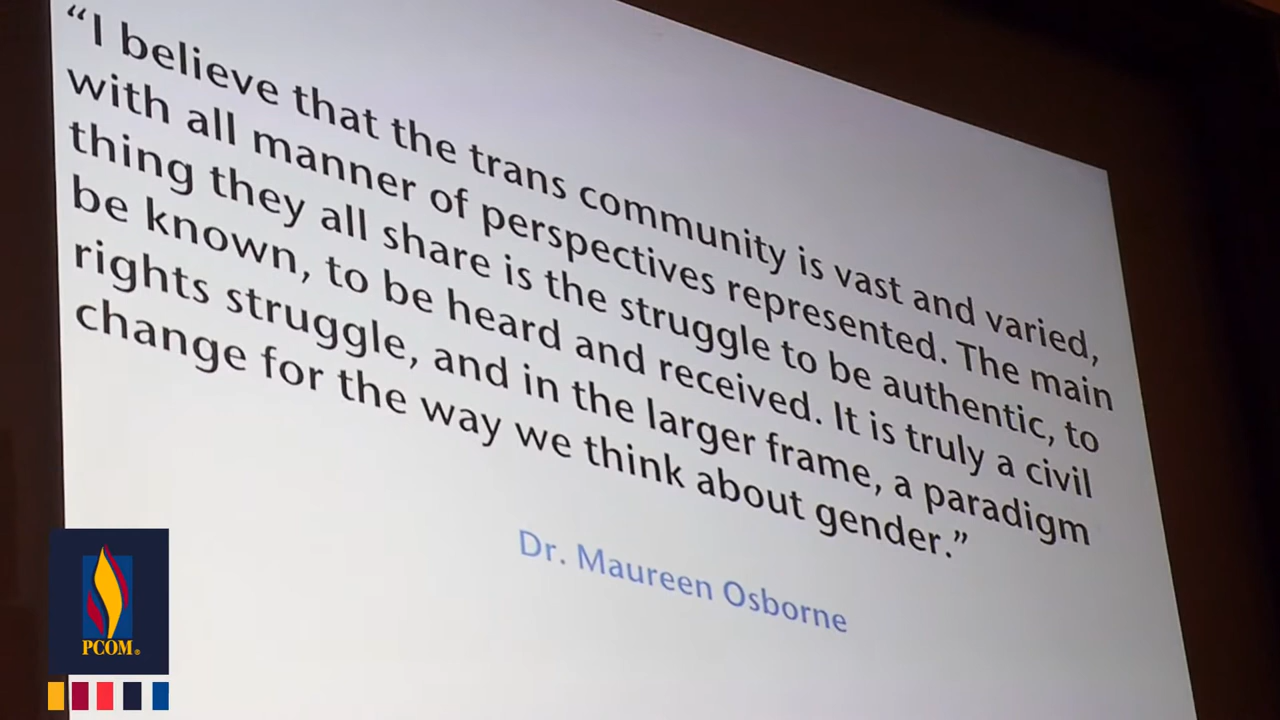 “I believe that the trans community is vast and varied,
with all manner of perspectives represented. The main
thing they all share is the struggle to be authentic, to
be known, to be heard and received. It is truly a civil
rights struggle, and in the larger frame, a paradigm
change for the way we think about gender.”
Dr. Maureen Osborne
PCOM®